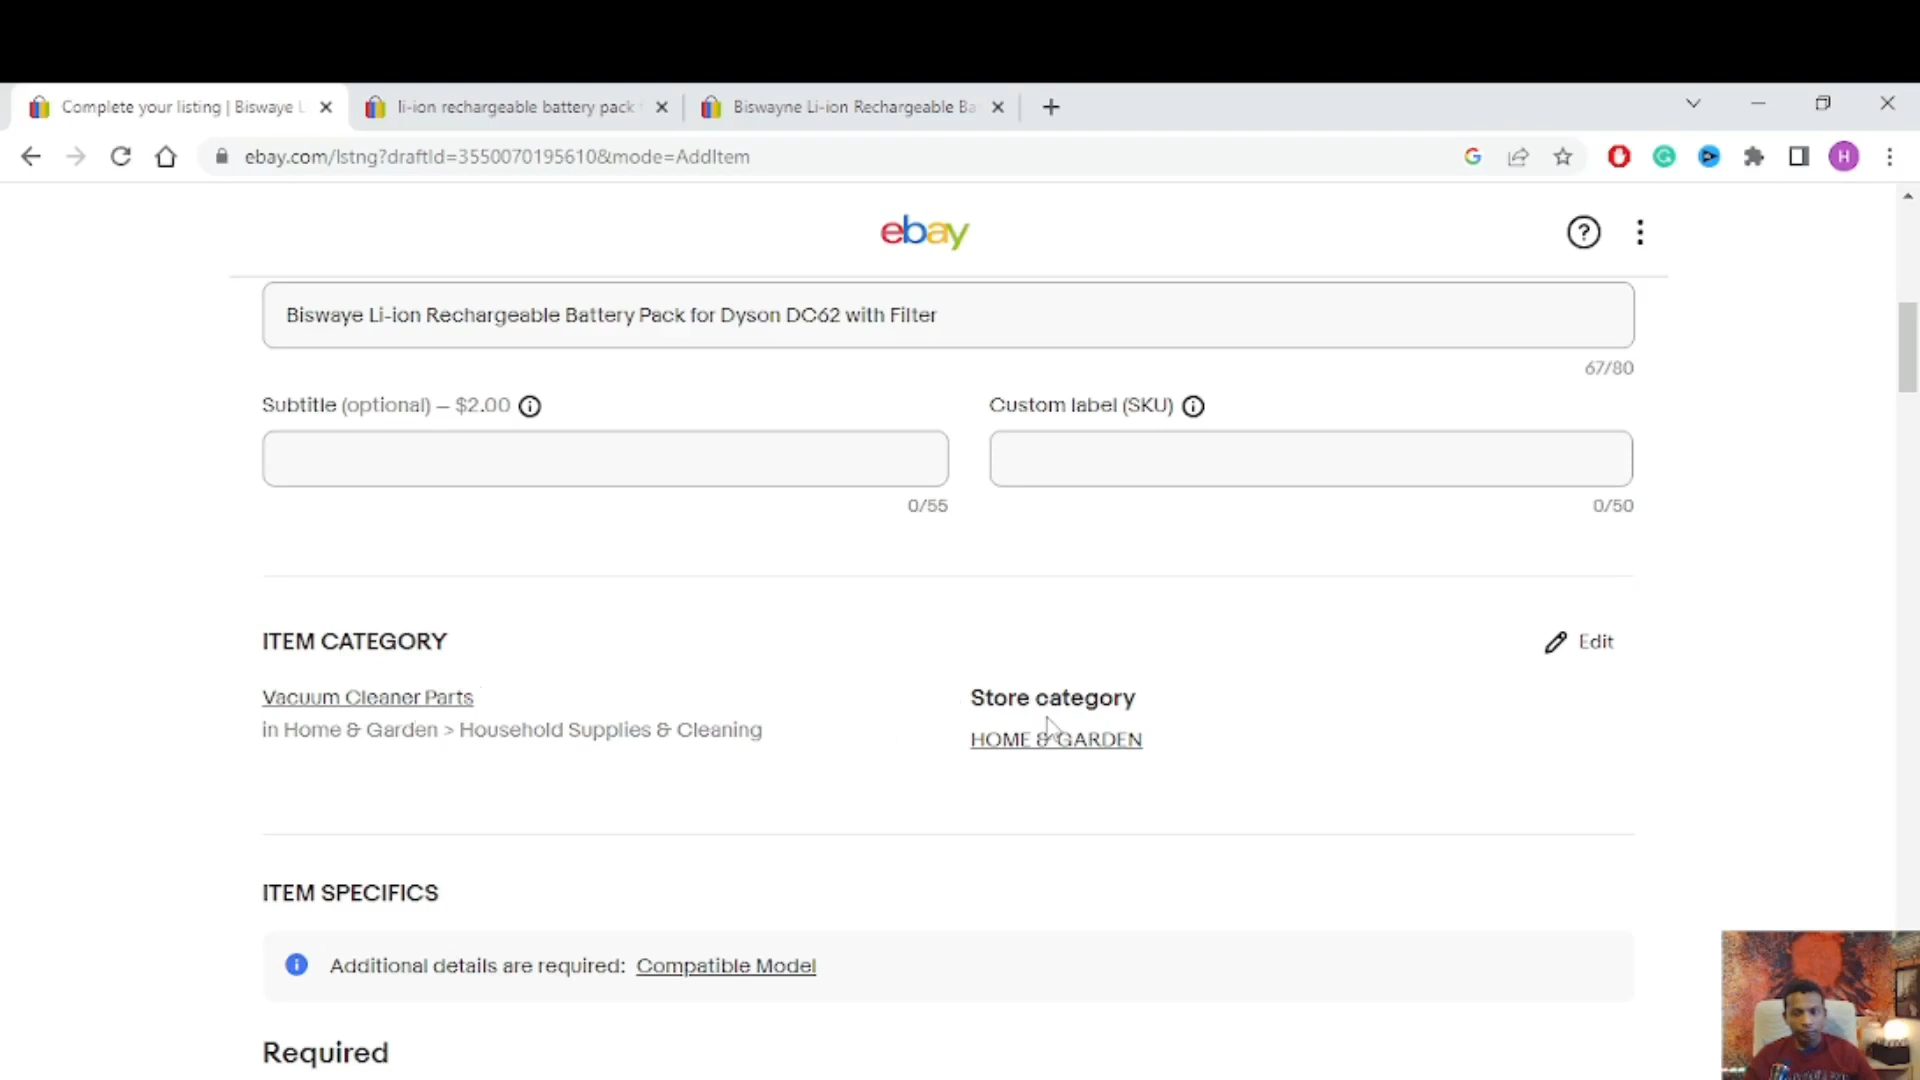 Complete your listing | Biswaye L
li-ion rechargeable battery pack
Biswayne Li-ion Rechargeable Ba
ebay.com/lstng?draftId=3550070195610&mode=AddItem
G
H
ebay
Biswaye Li-ion Rechargeable Battery Pack for Dyson DC62 with Filter
67/80
Subtitle (optional) – $2.00
Custom label (SKU)
0/55
0/50
ITEM CATEGORY
Edit
Vacuum Cleaner Parts
in Home & Garden > Household Supplies & Cleaning
Store category
HOME & GARDEN
ITEM SPECIFICS
Additional details are required: Compatible Model
Required